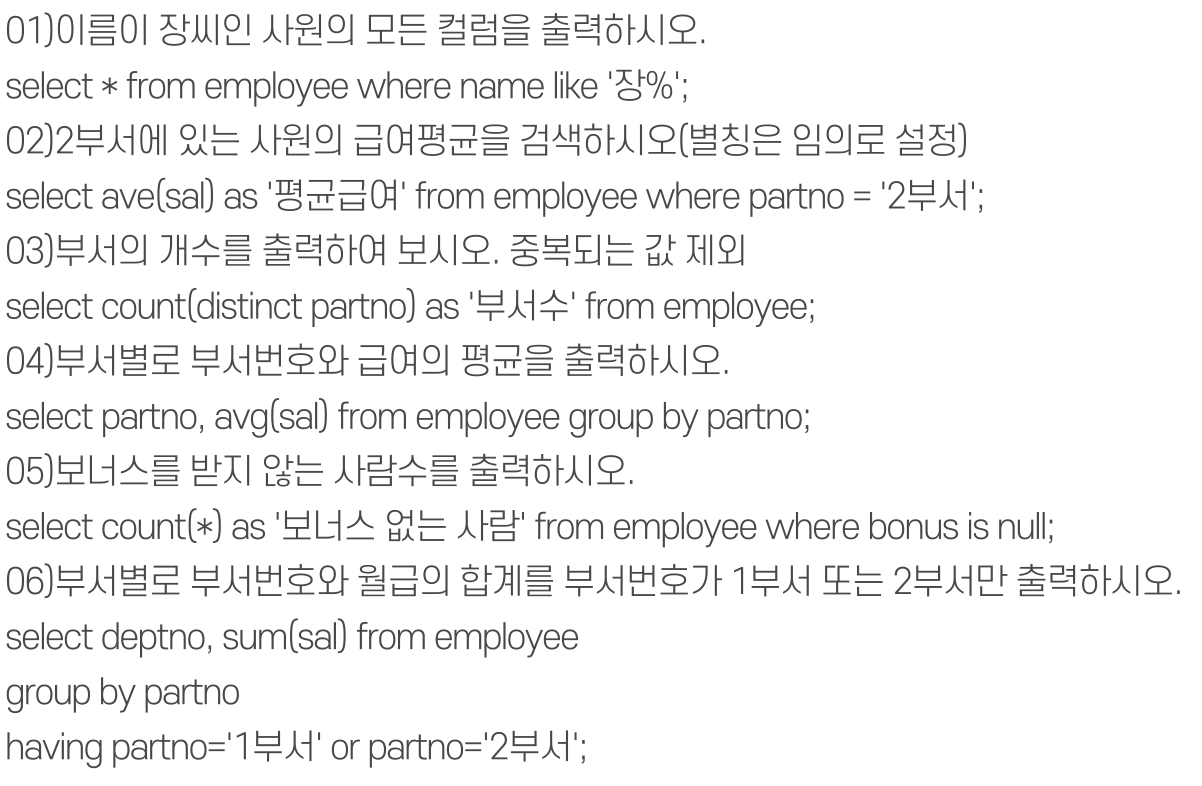 01)이름이 장씨인 사원의 모든 컬럼을 출력하시오.
select * from employee where name like '장%';
02)2부서에 있는 사원의 급여평균을 검색하시오(별칭은 임의로 설정)
select ave(sal) as '평균급여' from employee where partno = '2부서';
03)부서의 개수를 출력하여 보시오. 중복되는 값 제외
select count(distinct partno) as '부서수' from employee;
04)부서별로 부서번호와 급여의 평균을 출력하시오.
select partno, avg(sal) from employee group by partno;
05)보너스를 받지 않는 사람수를 출력하시오.
select count(*) as '보너스 없는 사람' from employee where bonus is null;
06)부서별로 부서번호와 월급의 합계를 부서번호가 1부서 또는 2부서만 출력하시오.
select deptno, sum(sal) from employee
group by partno
having partno='1부서' or partno='2부서';